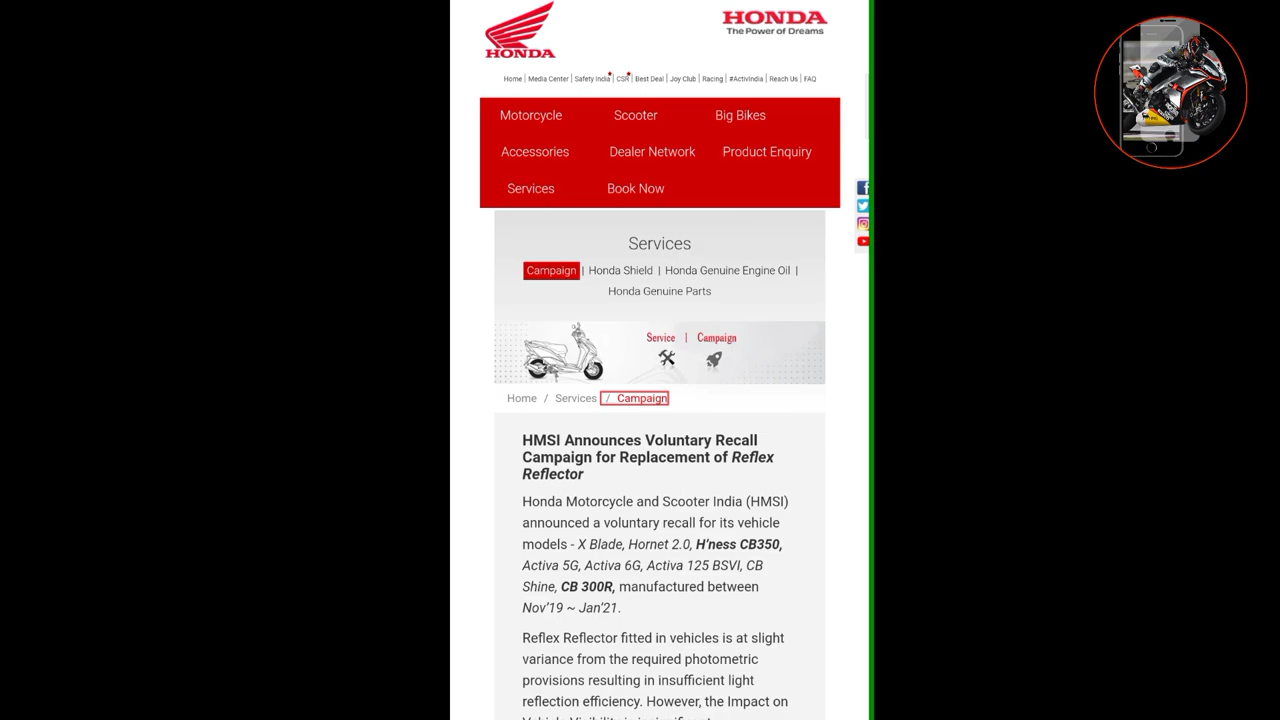 HONDA
HONDA
The Power of Dreams
Home | Media Center | Safety India | CSR | Best Deal | Joy Club | Racing | #ActivIndia | Reach Us | FAQ
Motorcycle Scooter Big Bikes
Accessories Dealer Network Product Enquiry
Services Book Now
Services
Campaign | Honda Shield | Honda Genuine Engine Oil |
Honda Genuine Parts
Service | Campaign
Home / Services / Campaign
HMSI Announces Voluntary Recall
Campaign for Replacement of Reflex
Reflector
Honda Motorcycle and Scooter India (HMSI)
announced a voluntary recall for its vehicle
models - X Blade, Hornet 2.0, H'ness CB350,
Activa 5G, Activa 6G, Activa 125 BSVI, CB
Shine, CB 300R, manufactured between
Nov'19 ~ Jan'21.
Reflex Reflector fitted in vehicles is at slight
variance from the required photometric
provisions resulting in insufficient light
reflection efficiency. However, the Impact on